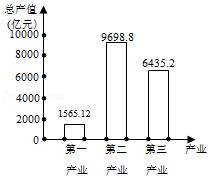 总产值
(亿元)
10000
8000
6000
4000
2000
0
1565.12
9698.8
6435.2
第一 第二 第三 产业
产业 产业 产业